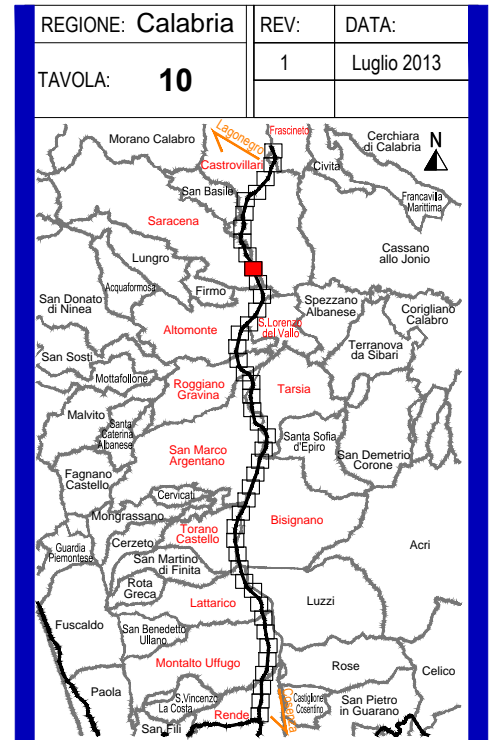 REGIONE: Calabria
REV:
DATA:
TAVOLA: 10
1
Luglio 2013
Lagonegro
Frascineto
Morano Calabro
Cerchiara
di Calabria
N
Castrovillari
Civita
San Basile
Francavilla
Marittima
Saracena
Cassano
allo Jonio
Lungro
Acquaformosa
Firmo
San Donato
di Ninea
Spezzano
Albanese
Corigliano
Calabro
Altomonte
S.Lorenzo
del Vallo
Terranova
da Sibari
San Sosti
Mottafollone
Roggiano
Gravina
Tarsia
Malvito
Santa
Caterina
Albanese
Santa Sofia
d'Epiro
San Marco
Argentano
San Demetrio
Corone
Fagnano
Castello
Cervicati
Mongrassano
Bisignano
Torano
Castello
Guardia
Piemontese
Cerzeto
Acri
San Martino
di Finita
Rota
Greca
Lattarico
Luzzi
Fuscaldo
San Benedetto
Ullano
Montalto Uffugo
Rose
Celico
Paola
S.Vincenzo
La Costa
Cosenza
Castiglione
Cosentino
San Pietro
in Guarano
Rende
San Fili